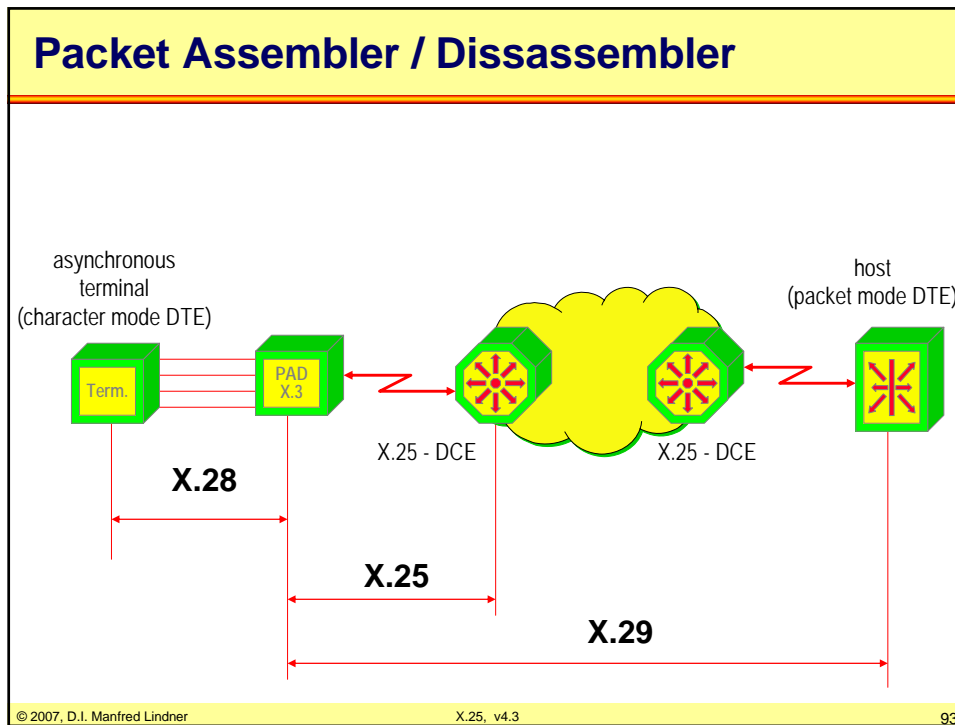 Packet Assembler / Dissassembler
asynchronous
terminal
(character mode DTE)
host
(packet mode DTE)
Term.
PAD
X.3
X.25 - DCE
X.25 - DCE
X.28
X.25
X.29
© 2007, D.I. Manfred Lindner
X.25, v4.3
93